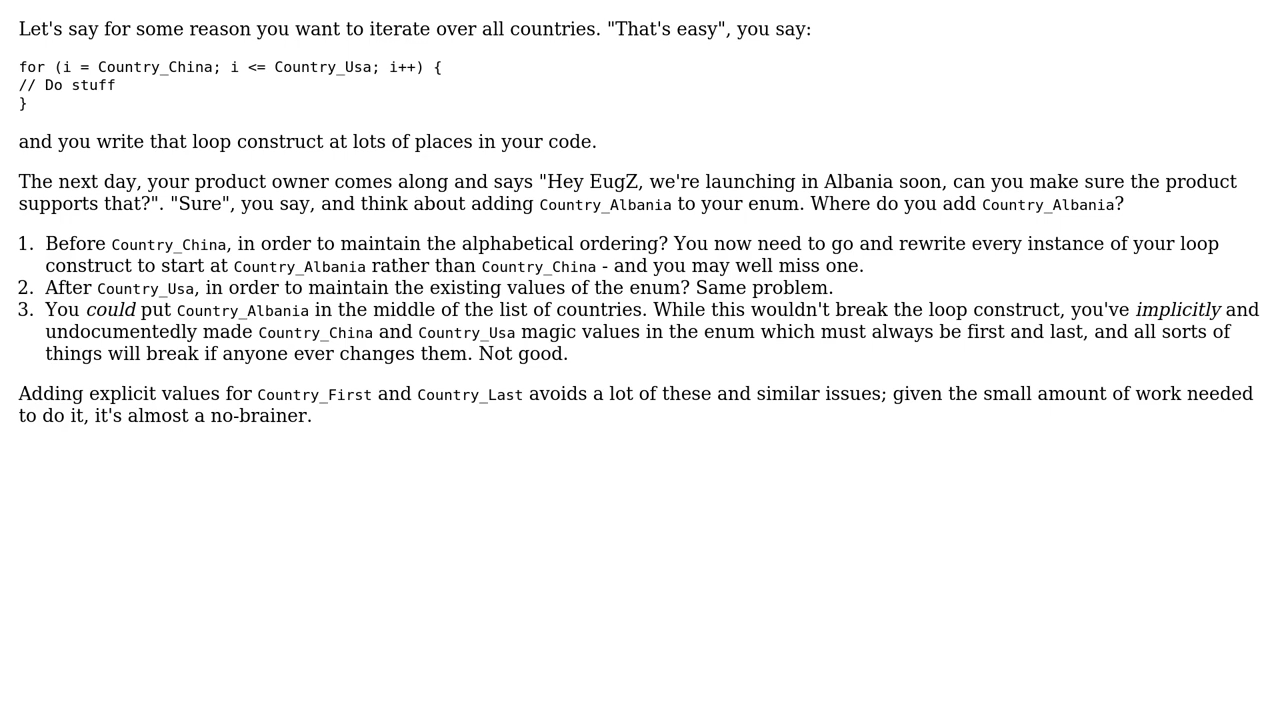 Let's say for some reason you want to iterate over all countries. "That's easy", you say:
for (i = Country_China; i <= Country_Usa; i++) {
// Do stuff
}
and you write that loop construct at lots of places in your code.
The next day, your product owner comes along and says "Hey EugZ, we're launching in Albania soon, can you make sure the product
supports that?". "Sure", you say, and think about adding Country_Albania to your enum. Where do you add Country_Albania?
1. Before Country_China, in order to maintain the alphabetical ordering? You now need to go and rewrite every instance of your loop
construct to start at Country_Albania rather than Country_China - and you may well miss one.
2. After Country_Usa, in order to maintain the existing values of the enum? Same problem.
3. You could put Country_Albania in the middle of the list of countries. While this wouldn't break the loop construct, you've implicitly and
undocumentedly made Country_China and Country_Usa magic values in the enum which must always be first and last, and all sorts of
things will break if anyone ever changes them. Not good.
Adding explicit values for Country_First and Country_Last avoids a lot of these and similar issues; given the small amount of work needed
to do it, it's almost a no-brainer.